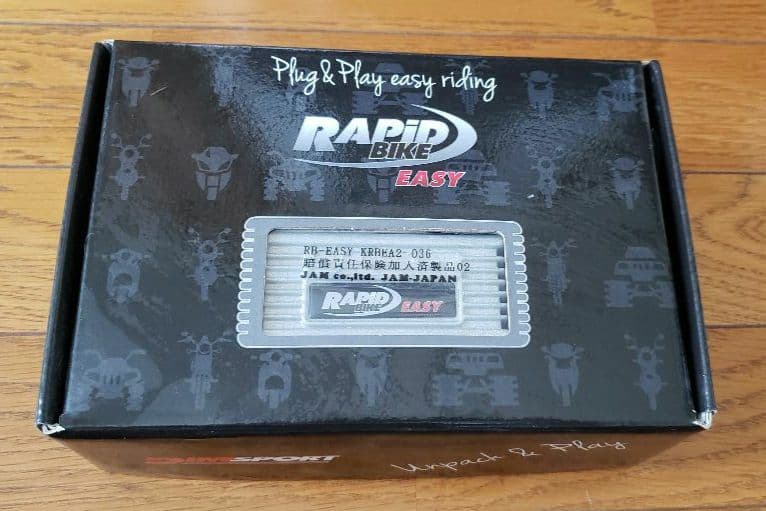 Plug & Play easy riding
RAPiD
BIKE
EASY
RB-EASY KRBEA2-036
賠償責任保険加入済製品02
JAM co.,ltd. JAM-JAPAN
RAPiD
BIKE EASY
DIMSPORT
Unpack & Play